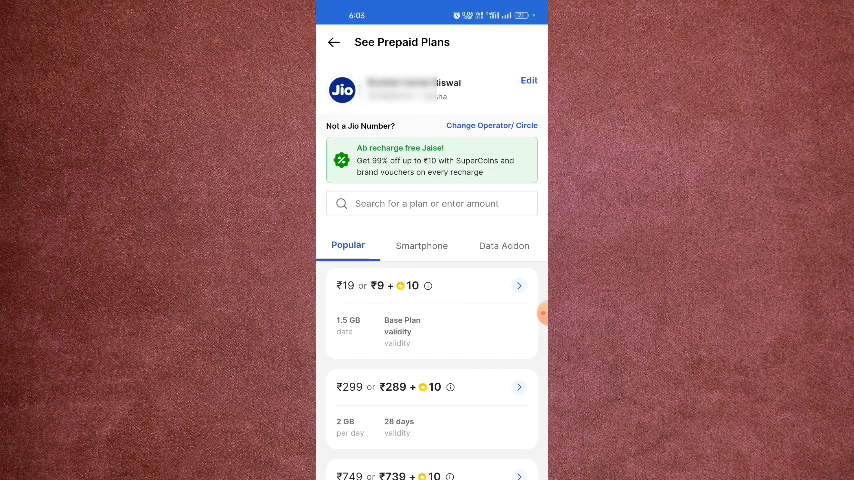 6:03
See Prepaid Plans
Jio
Biswal
Edit
ha
Not a Jio Number?
Change Operator/ Circle
Ab recharge free Jaise!
Get 99% off up to ₹10 with SuperCoins and
brand vouchers on every recharge
Search for a plan or enter amount
Popular
Smartphone
Data Addon
₹19 or ₹9 + 10
1.5 GB
data
Base Plan
validity
validity
₹299 or ₹289 + 10
2 GB
per day
28 days
validity
₹749 or ₹739 + 10